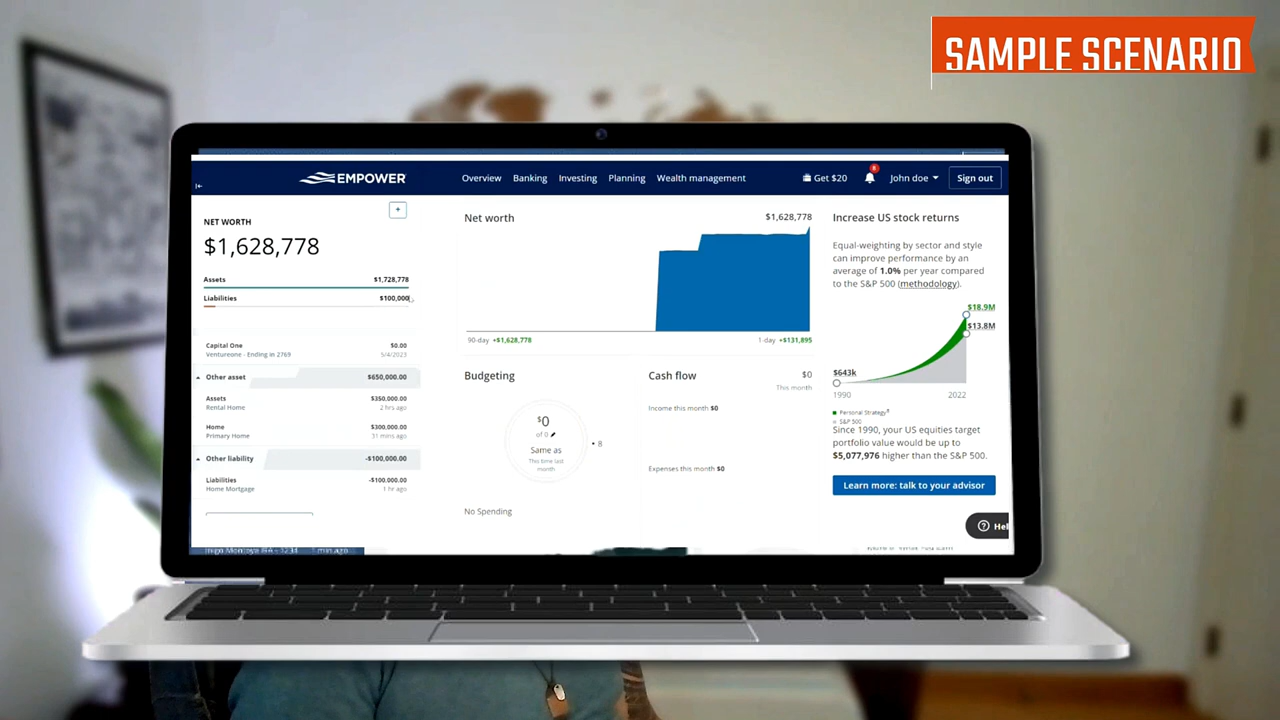 SAMPLE SCENARIO
EMPOWER
Overview Banking Investing Planning Wealth management
Get $20
8
John doe
Sign out
+
NET WORTH
$1,628,778
Assets $1,728,778
Liabilities $100,000
Capital One $0.00
Ventureone - Ending in 2769 5/4/2023
Other asset $650,000.00
Assets $350,000.00
Rental Home 2 hrs ago
Home $300,000.00
Primary Home 31 mins ago
Other liability -$100,000.00
Liabilities -$100,000.00
Home Mortgage 1 hr ago
Net worth $1,628,778
90-day +$1,628,778 1-day +$131,895
Budgeting
$0
of 0
Same as
This time last
month
8
No Spending
Cash flow $0
This month
Income this month $0
Expenses this month $0
Increase US stock returns
Equal-weighting by sector and style
can improve performance by an
average of 1.0% per year compared
to the S&P 500 (methodology).
$18.9M
$13.8M
$643k
1990 2022
Personal Strategy®
S&P 500
Since 1990, your US equities target
portfolio value would be up to
$5,077,976 higher than the S&P 500.
Learn more: talk to your advisor
Hel
1 min ago